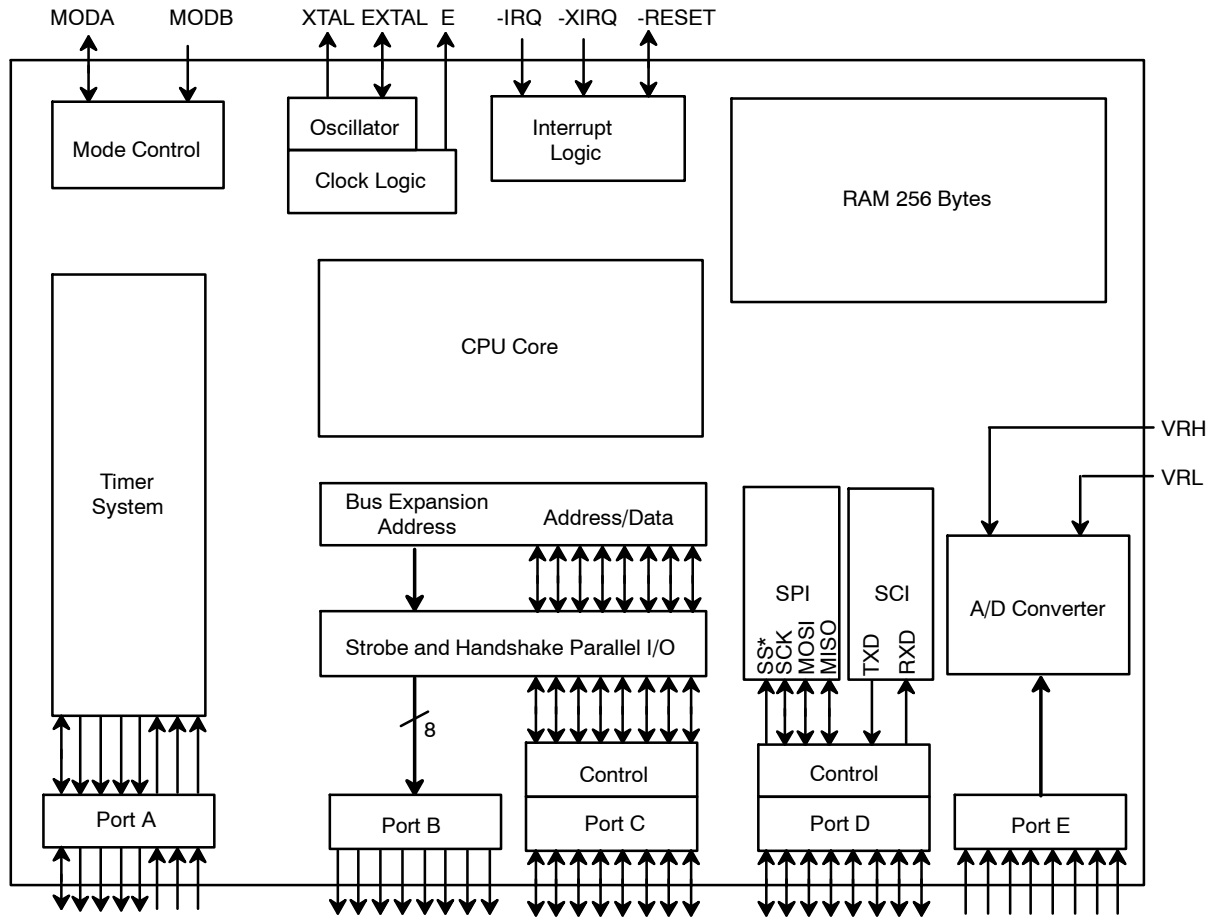 MODA MODB XTAL EXTAL E -IRQ -XIRQ -RESET
Mode Control
Oscillator
Clock Logic
Interrupt
Logic
RAM 256 Bytes
CPU Core
Timer
System
VRH
VRL
Bus Expansion
Address
Address/Data
Strobe and Handshake Parallel I/O
8
SPI
SS*
SCK
MOSI
MISO
SCI
TXD
RXD
A/D Converter
Control
Control
Port A
Port B
Port C
Port D
Port E